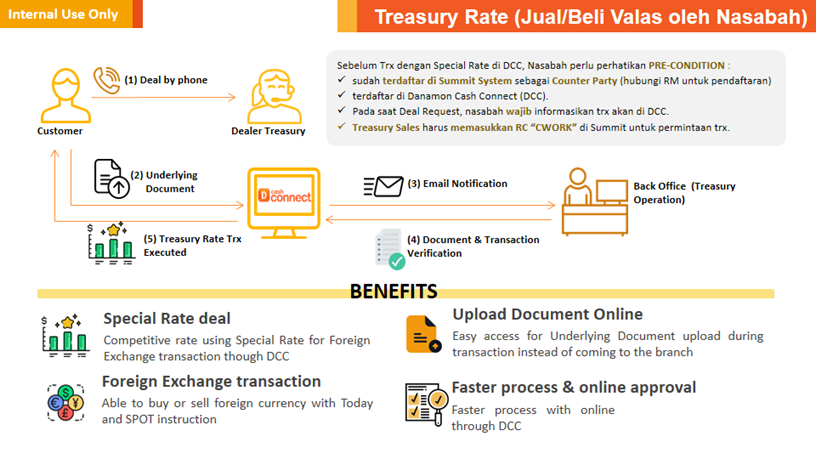 Internal Use Only
Treasury Rate (Jual/Beli Valas oleh Nasabah)
Sebelum Trx dengan Special Rate di DCC, Nasabah perlu perhatikan PRE-CONDITION :
✓ sudah terdaftar di Summit System sebagai Counter Party (hubungi RM untuk pendaftaran)
✓ terdaftar di Danamon Cash Connect (DCC).
✓ Pada saat Deal Request, nasabah wajib informasikan trx akan di DCC.
✓ Treasury Sales harus memasukkan RC “CWORK” di Summit untuk permintaan trx.
(1) Deal by phone
Customer
Dealer Treasury
(2) Underlying
Document
D cash
connect
(3) Email Notification
Back Office (Treasury
Operation)
(5) Treasury Rate Trx
Executed
(4) Document & Transaction
Verification
BENEFITS
Special Rate deal
Competitive rate using Special Rate for Foreign
Exchange transaction though DCC
Upload Document Online
Easy access for Underlying Document upload during
transaction instead of coming to the branch
Foreign Exchange transaction
Able to buy or sell foreign currency with Today
and SPOT instruction
Faster process & online approval
Faster process with online
through DCC